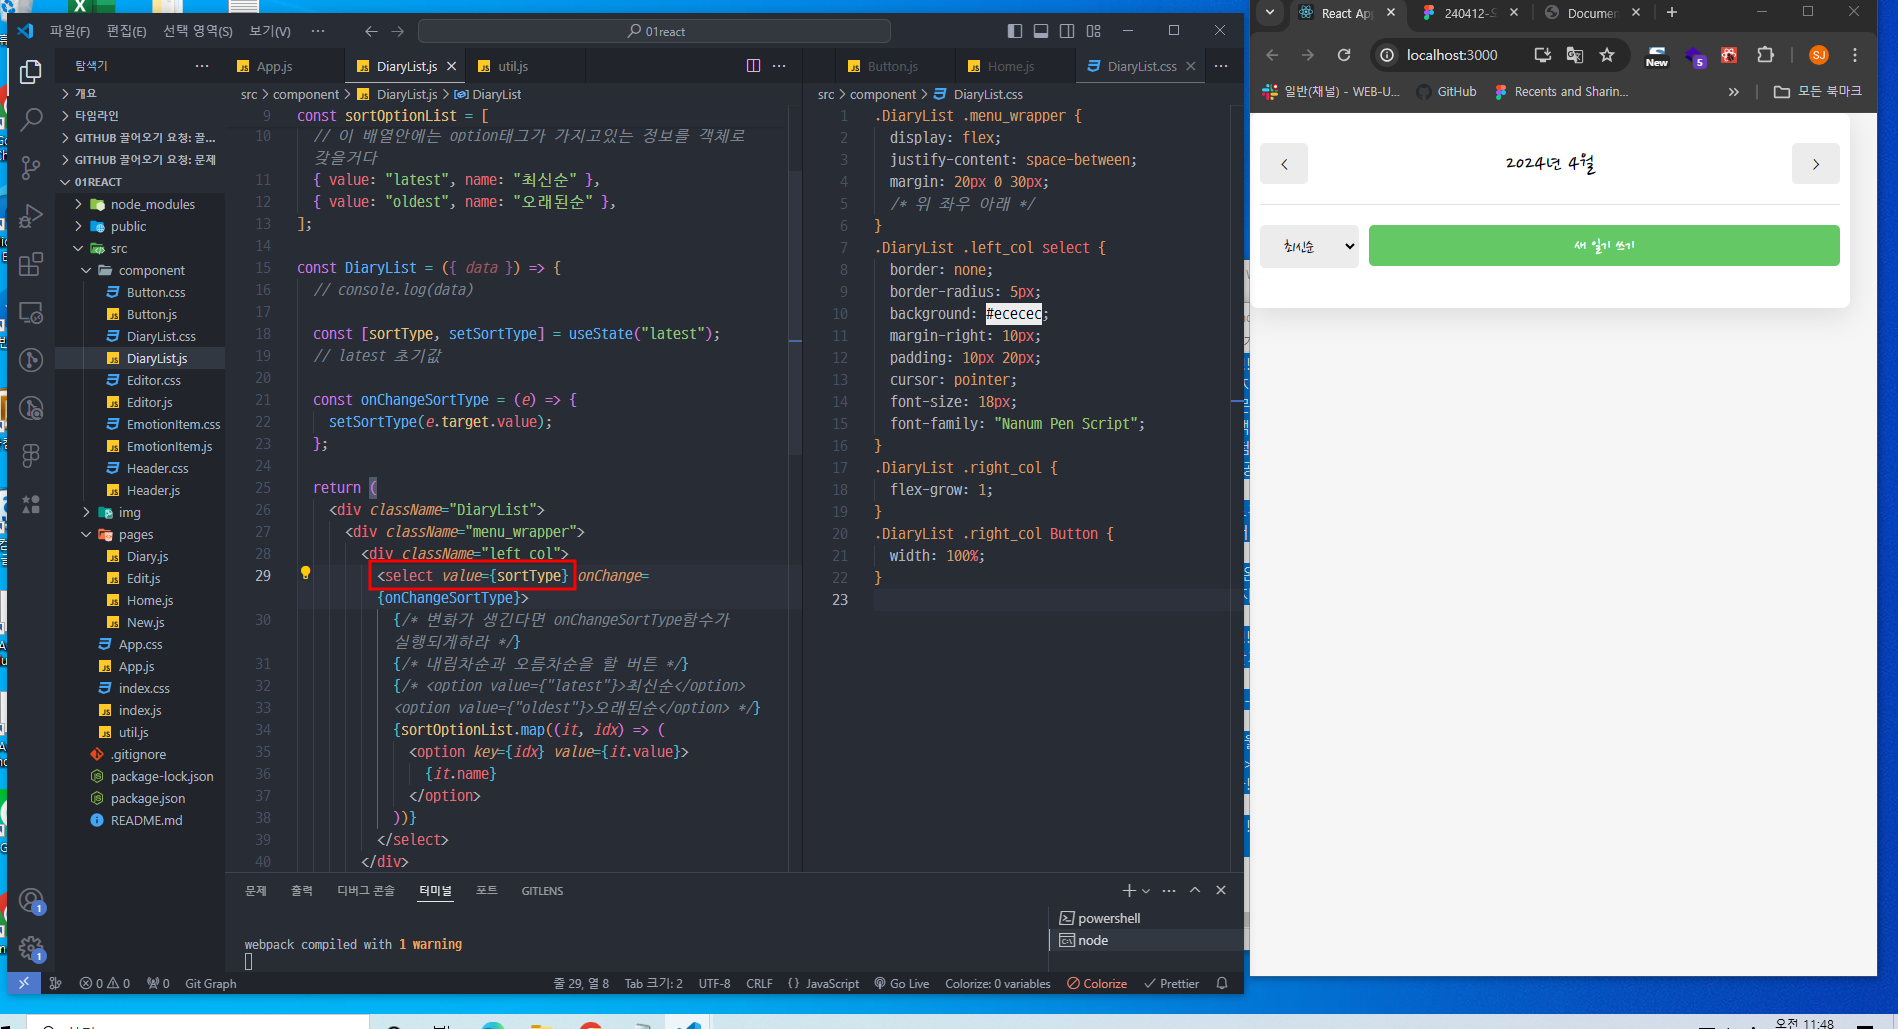 파일(F) 편집(E) 선택 영역(S) 보기(V) ···
01react
탐색기
개요
타임라인
GITHUB 끌어오기 요청: 끌...
GITHUB 끌어오기 요청: 문제
01REACT
node_modules
public
src
component
Button.css
Button.js
DiaryList.css
DiaryList.js
Editor.css
Editor.js
EmotionItem.css
EmotionItem.js
Header.css
Header.js
img
pages
Diary.js
Edit.js
Home.js
New.js
App.css
App.js
index.css
index.js
util.js
.gitignore
package-lock.json
package.json
README.md
App.js DiaryList.js util.js
src > component > DiaryList.js > DiaryList
9 const sortOptionList = [
10 // 이 배열안에는 option태그가 가지고있는 정보를 객체로
갖을거다
11 { value: "latest", name: "최신순" },
12 { value: "oldest", name: "오래된순" },
13 ];
14
15 const DiaryList = ({ data }) => {
16 // console.log(data)
17
18 const [sortType, setSortType] = useState("latest");
19 // latest 초기값
20
21 const onChangeSortType = (e) => {
22 setSortType(e.target.value);
23 };
24
25 return (
26 <div className="DiaryList">
27 <div className="menu_wrapper">
28 <div className="left_col">
29 <select value={sortType} onChange=
{onChangeSortType}>
30 {/* 변화가 생긴다면 onChangeSortType함수가
실행되게하라 */}
31 {/* 내림차순과 오름차순을 할 버튼 */}
32 {/* <option value={"latest"}>최신순</option>
33 <option value={"oldest"}>오래된순</option> */}
34 {sortOptionList.map((it, idx) => (
35 <option key={idx} value={it.value}>
36 {it.name}
37 </option>
38 ))}
39 </select>
40 </div>
Button.js Home.js DiaryList.css
src > component > DiaryList.css
1 .DiaryList .menu_wrapper {
2 display: flex;
3 justify-content: space-between;
4 margin: 20px 0 30px;
5 /* 위 좌우 아래 */
6 }
7 .DiaryList .left_col select {
8 border: none;
9 border-radius: 5px;
10 background: #ececec;
11 margin-right: 10px;
12 padding: 10px 20px;
13 cursor: pointer;
14 font-size: 18px;
15 font-family: "Nanum Pen Script";
16 }
17 .DiaryList .right_col {
18 flex-grow: 1;
19 }
20 .DiaryList .right_col Button {
21 width: 100%;
22 }
23
문제 출력 디버그 콘솔 터미널 포트 GITLENS
webpack compiled with 1 warning
powershell
node
1
1
0 0 0 Git Graph 줄 29, 열 8 Tab 크기: 2 UTF-8 CRLF {} JavaScript Go Live Colorize: 0 variables Colorize Prettier
React Ap 240412-S Documen
localhost:3000
New
5
SJ
일반(채널) - WEB-U... GitHub Recents and Sharin... » 모든 북마크
< 2024년 4월 >
최신순 새 일기 쓰기
오전 11:48